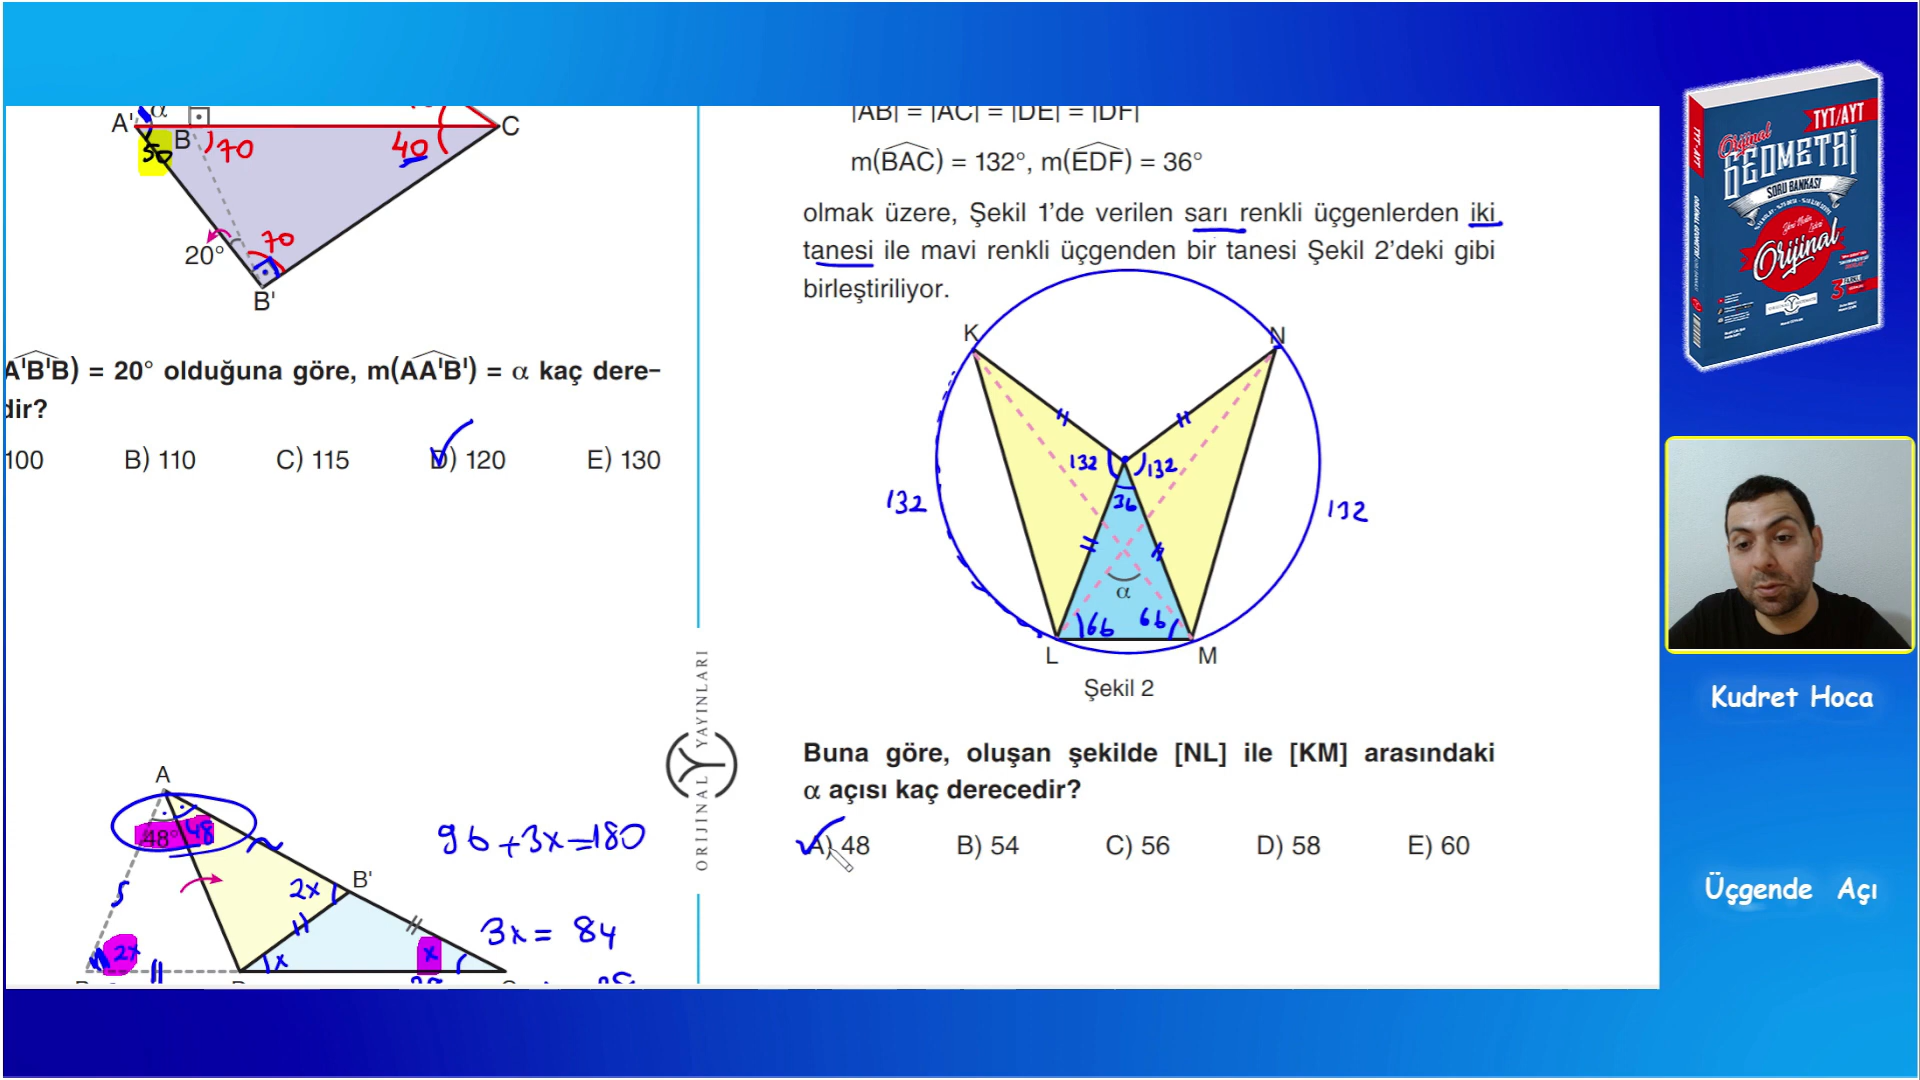 A'
α
B
50
70
40
C
20°
70
B'
A'B'B) = 20° olduğuna göre, m(AA'B') = α kaç dere-
dir?
100 B) 110 C) 115 D) 120 E) 130
A
48°
48
2x
B'
2x
x
x
96 + 3x = 180
3x = 84
ORIJINAL YAYINLARI
|AB| = |AC| = |DE| = |DF|
m(BAC) = 132°, m(EDF) = 36°
olmak üzere, Şekil 1'de verilen sarı renkli üçgenlerden iki
tanesi ile mavi renkli üçgenden bir tanesi Şekil 2'deki gibi
birleştiriliyor.
K
N
132
132
36
132
132
α
66
66
L
M
Şekil 2
Buna göre, oluşan şekilde [NL] ile [KM] arasındaki
α açısı kaç derecedir?
A) 48 B) 54 C) 56 D) 58 E) 60
TYT/AYT
Orijinal
GEOMETRİ
SORU BANKASI
Orijinal
TYT-AYT
3
Kudret Hoca
Üçgende Açı